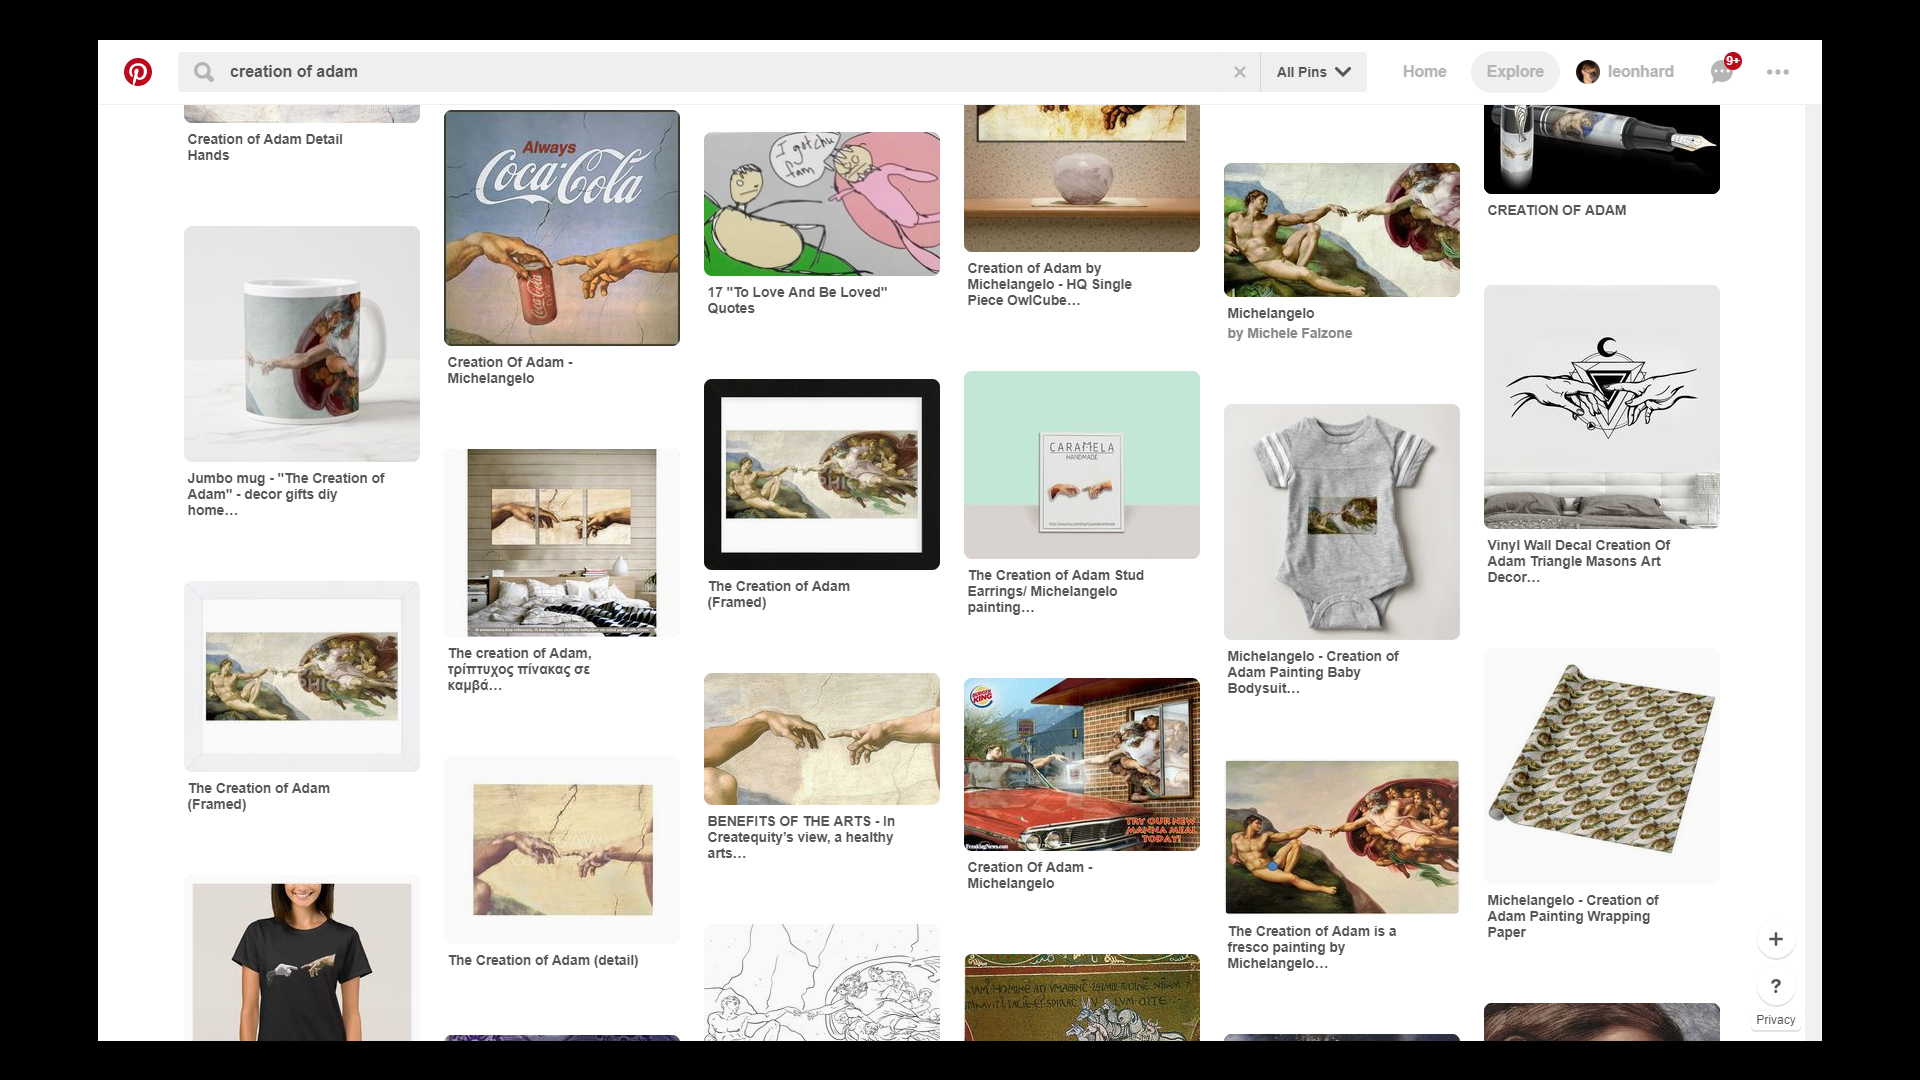 creation of adam
All Pins
Home
Explore
leonhard
9+
Creation of Adam Detail
Hands
Jumbo mug - "The Creation of
Adam" - decor gifts diy
home…
The Creation of Adam
(Framed)
Always
Coca-Cola
Coca-Cola
Creation Of Adam -
Michelangelo
The creation of Adam,
τρίπτυχος πίνακας σε
καμβά…
The Creation of Adam (detail)
I gotchu
fam
17 "To Love And Be Loved"
Quotes
The Creation of Adam
(Framed)
BENEFITS OF THE ARTS - In
Createquity’s view, a healthy
arts…
Creation of Adam by
Michelangelo - HQ Single
Piece OwlCube…
CARAMELA
HANDMADE
The Creation of Adam Stud
Earrings/ Michelangelo
painting…
BURGER
KING
TRY OUR NEW
MANNA MEAL
TODAY!
FreakingNews.com
Creation Of Adam -
Michelangelo
Michelangelo
by Michele Falzone
Michelangelo - Creation of
Adam Painting Baby
Bodysuit…
The Creation of Adam is a
fresco painting by
Michelangelo…
CREATION OF ADAM
Vinyl Wall Decal Creation Of
Adam Triangle Masons Art
Decor…
Michelangelo - Creation of
Adam Painting Wrapping
Paper
+
?
Privacy